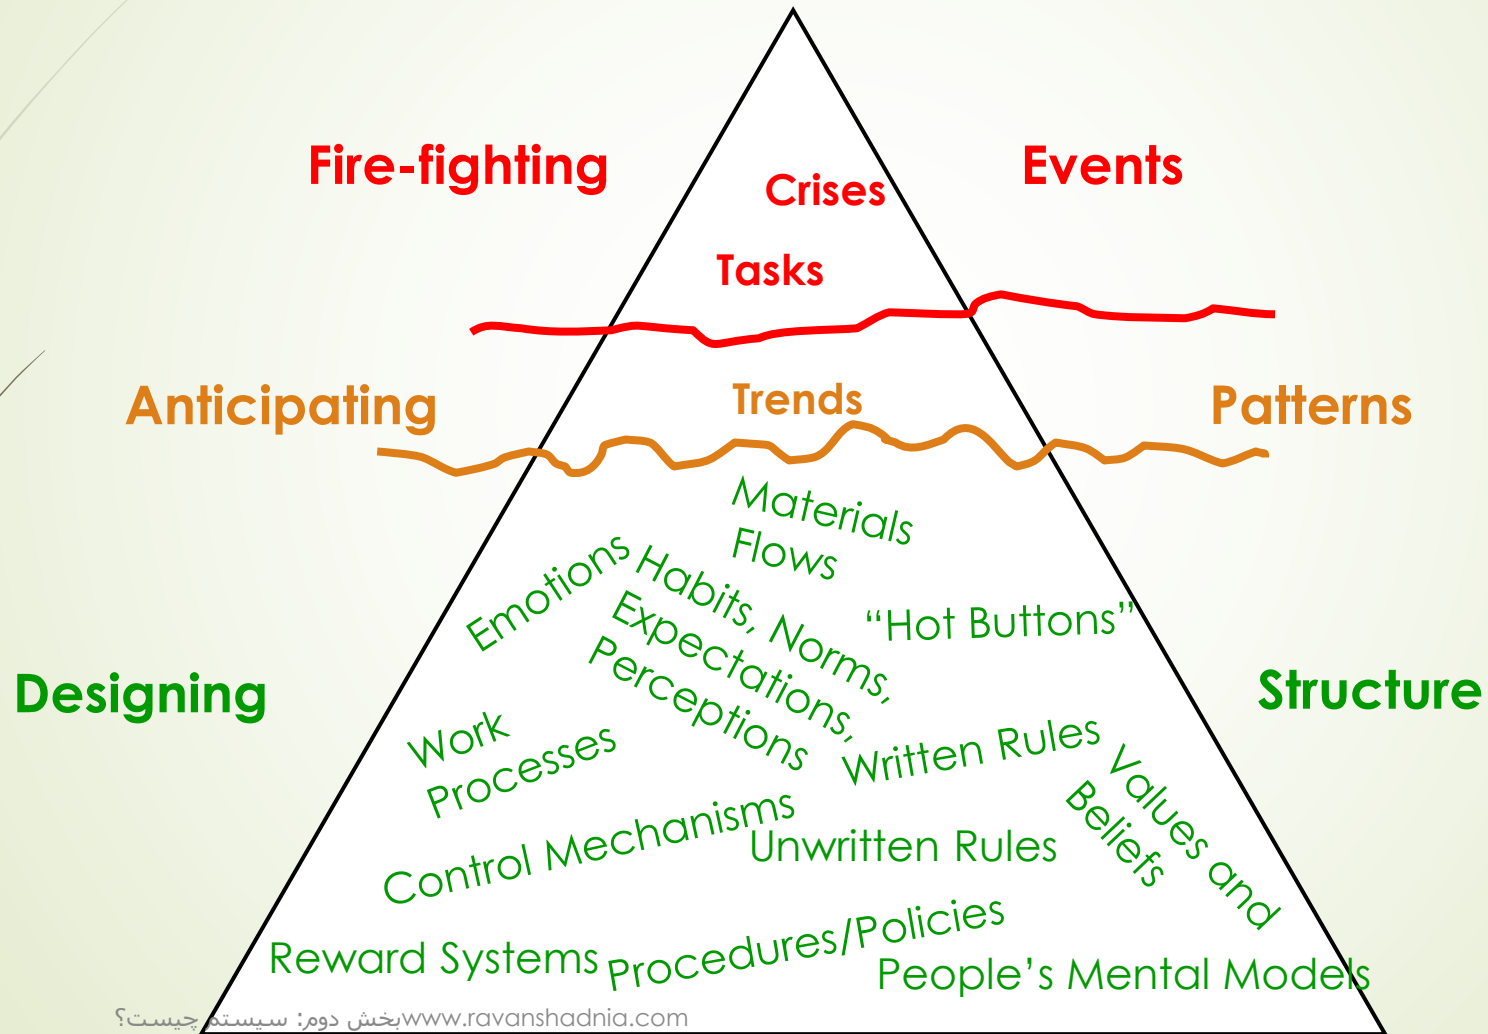 Fire-fighting
Events
Crises
Tasks
Anticipating
Trends
Patterns
Materials
Flows
Emotions
Habits, Norms,
Expectations,
Perceptions
“Hot Buttons”
Designing
Structure
Work
Processes
Written Rules
Values and
Beliefs
Control Mechanisms
Unwritten Rules
Reward Systems
Procedures/Policies
People’s Mental Models
بخش دوم: سیستم چیست؟www.ravanshadnia.com